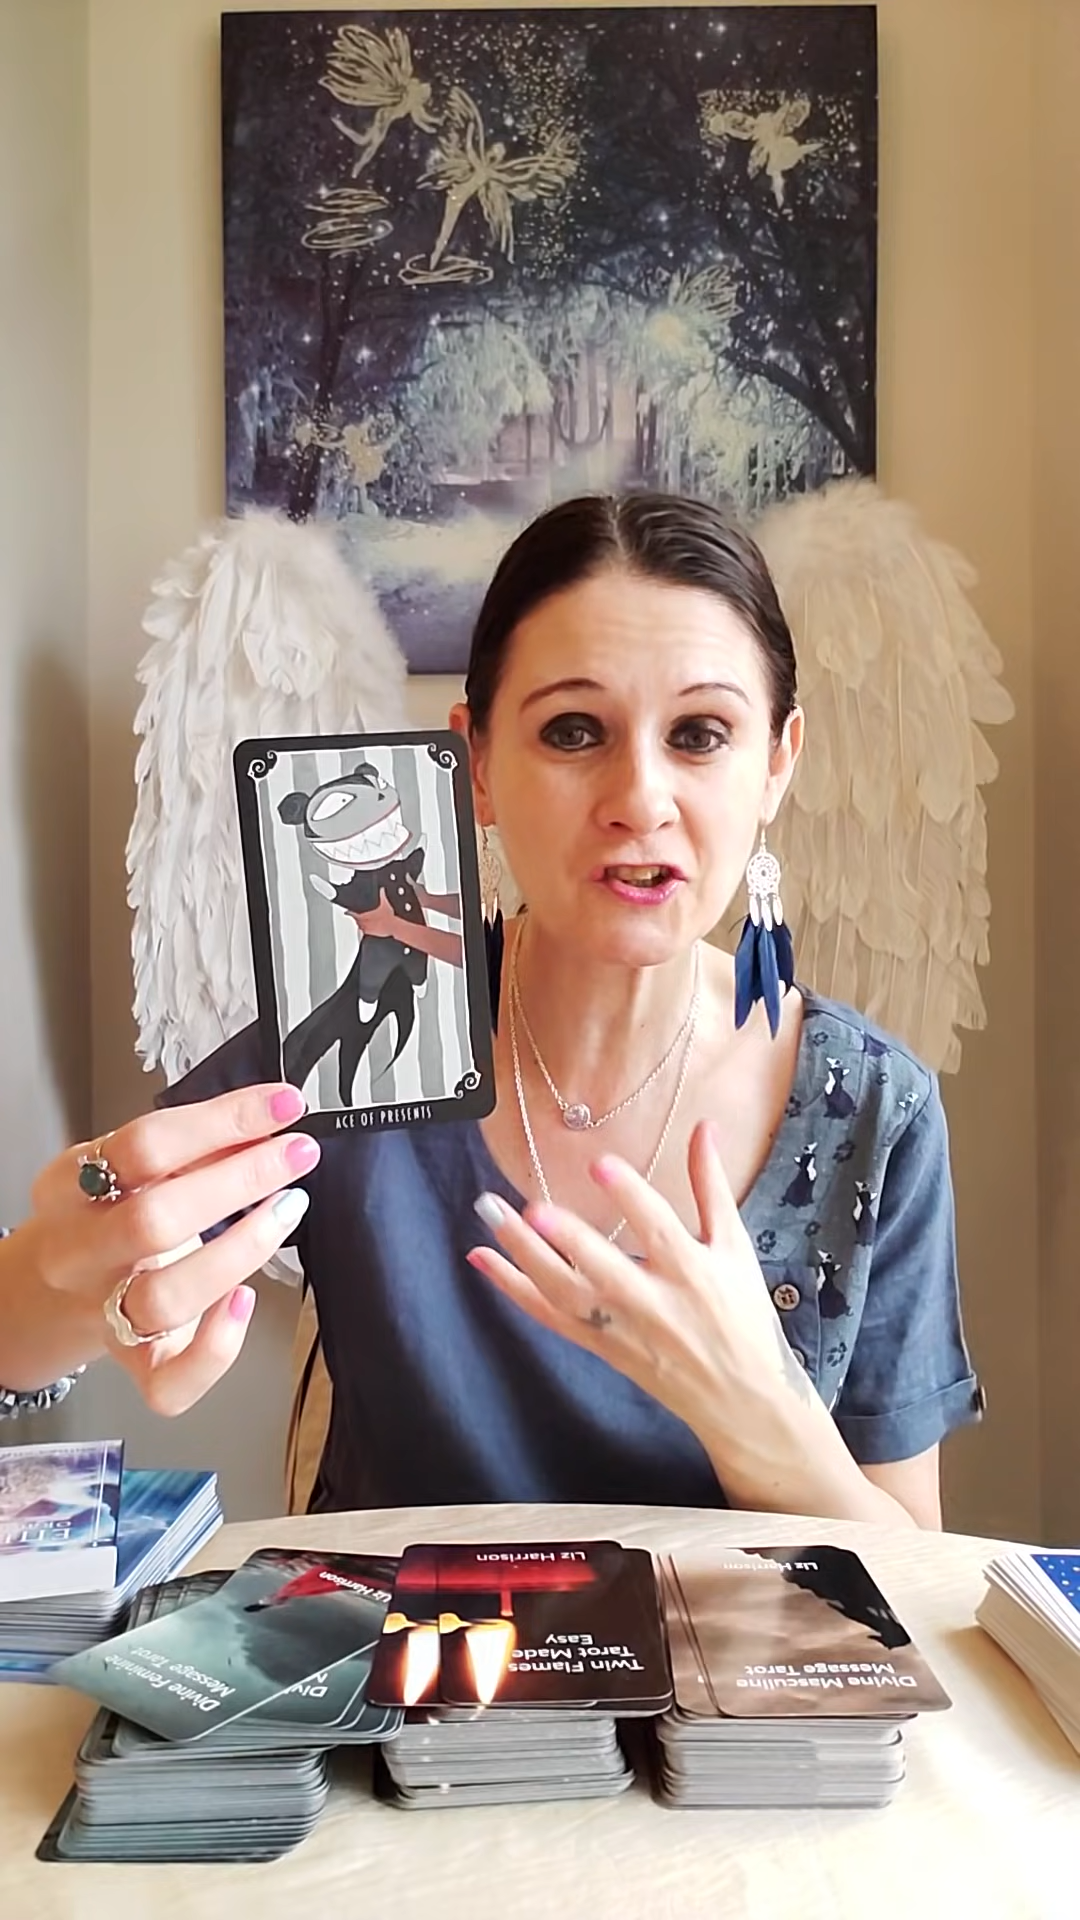 ACE OF PRESENTS
Liz Harrison
Divine Feminine
Message Tarot
Liz Harrison
Twin Flames
Tarot Made
Easy
Liz Harrison
Divine Masculine
Message Tarot